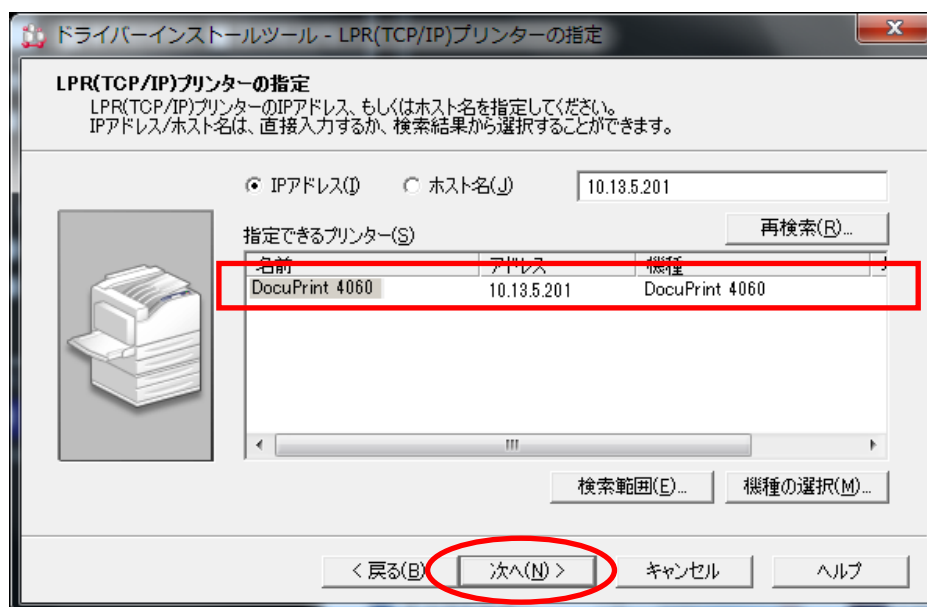 ドライバーインストールツール - LPR(TCP/IP)プリンターの指定
LPR(TCP/IP)プリンターの指定
LPR(TCP/IP)プリンターのIPアドレス、もしくはホスト名を指定してください。
IPアドレス/ホスト名は、直接入力するか、検索結果から選択することができます。
IPアドレス(I) ホスト名(J) 10.13.5.201
指定できるプリンター(S) 再検索(R)...
名前 アドレス 機種
DocuPrint 4060 10.13.5.201 DocuPrint 4060
検索範囲(E)... 機種の選択(M)...
< 戻る(B) 次へ(N) > キャンセル ヘルプ